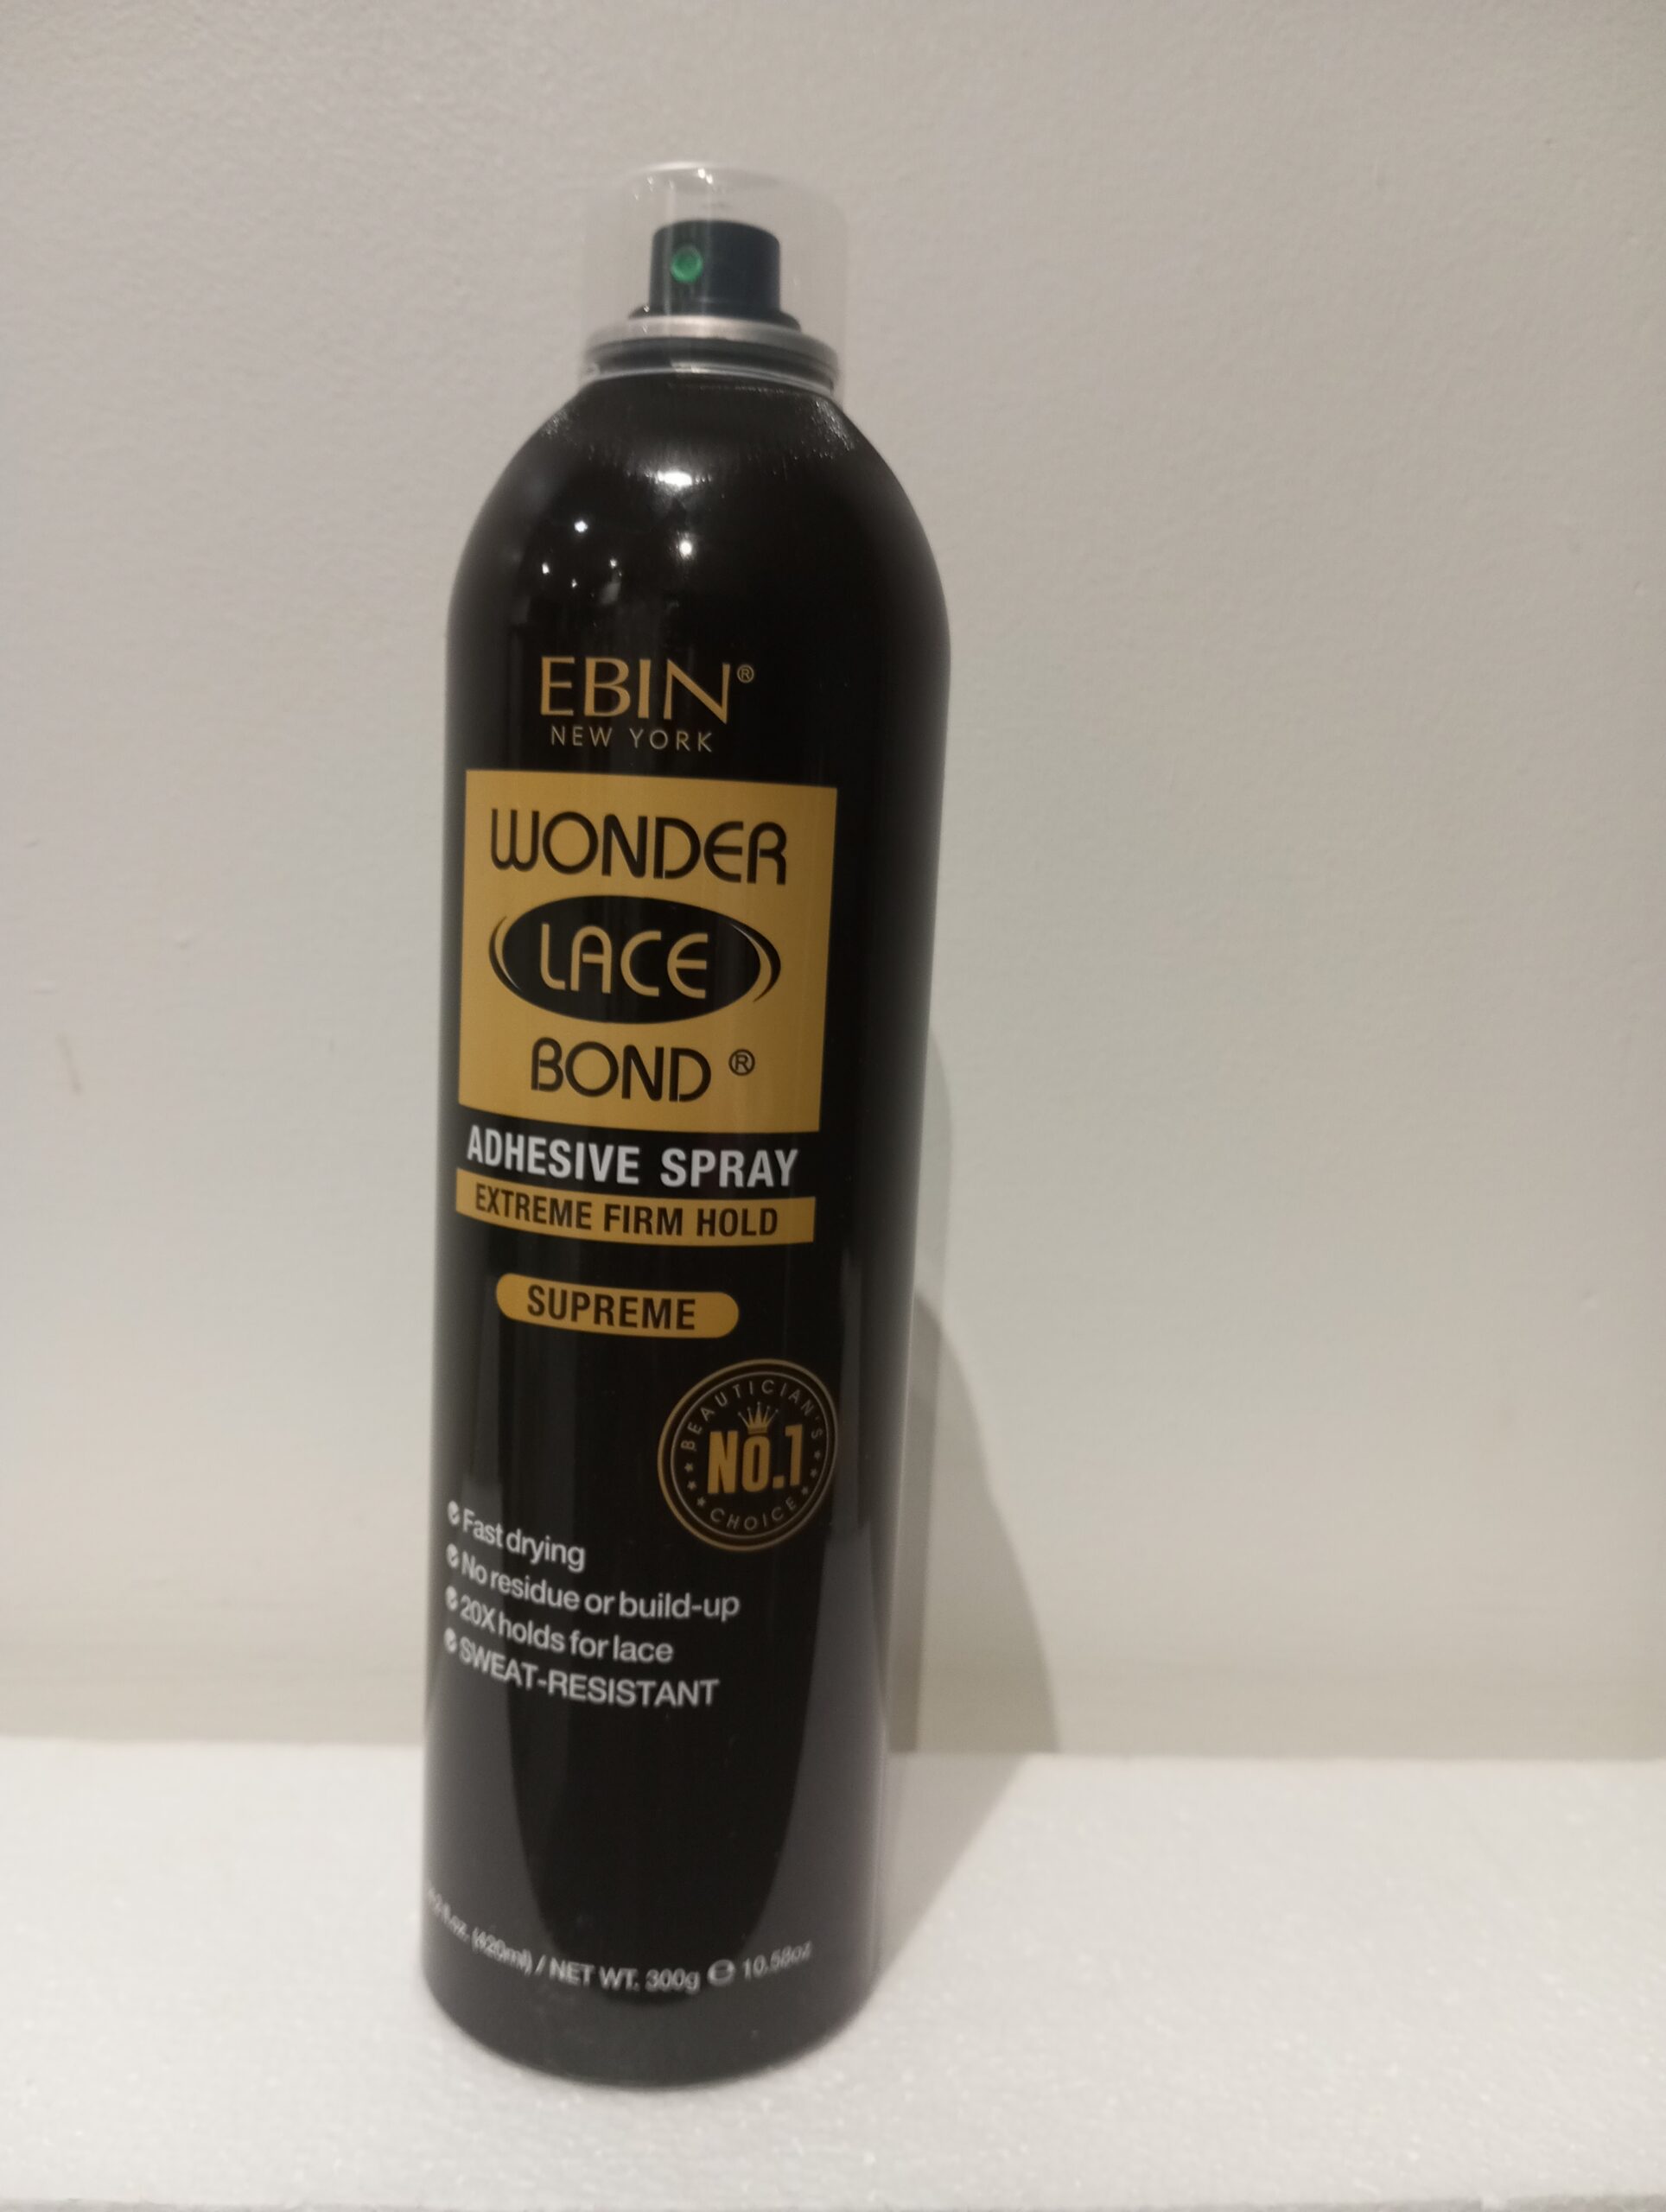 EBIN®
NEW YORK
WONDER
LACE
BOND®
ADHESIVE SPRAY
EXTREME FIRM HOLD
SUPREME
BEAUTICIAN'S
NO.1
CHOICE
Fast drying
No residue or build-up
20X holds for lace
SWEAT-RESISTANT
(420ml) / NET WT. 300g ℮ 10.58oz